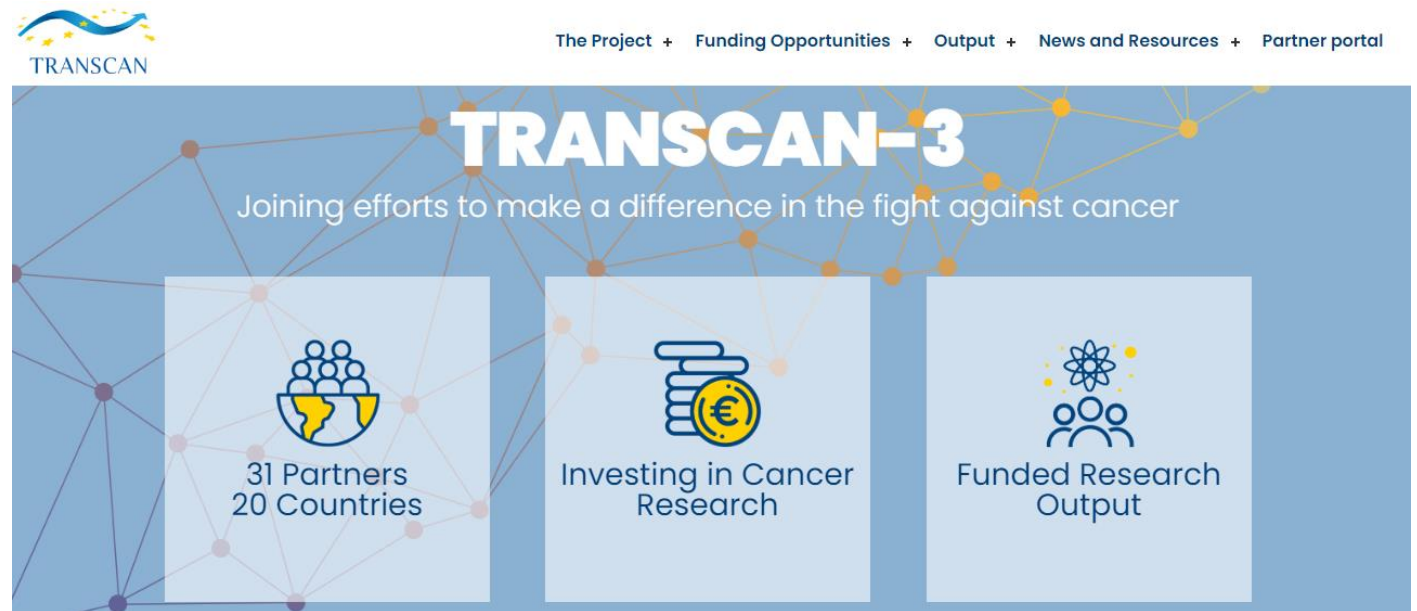 TRANSCAN
The Project + Funding Opportunities + Output + News and Resources + Partner portal
TRANSCAN-3
Joining efforts to make a difference in the fight against cancer
31 Partners
20 Countries
€
Investing in Cancer
Research
Funded Research
Output